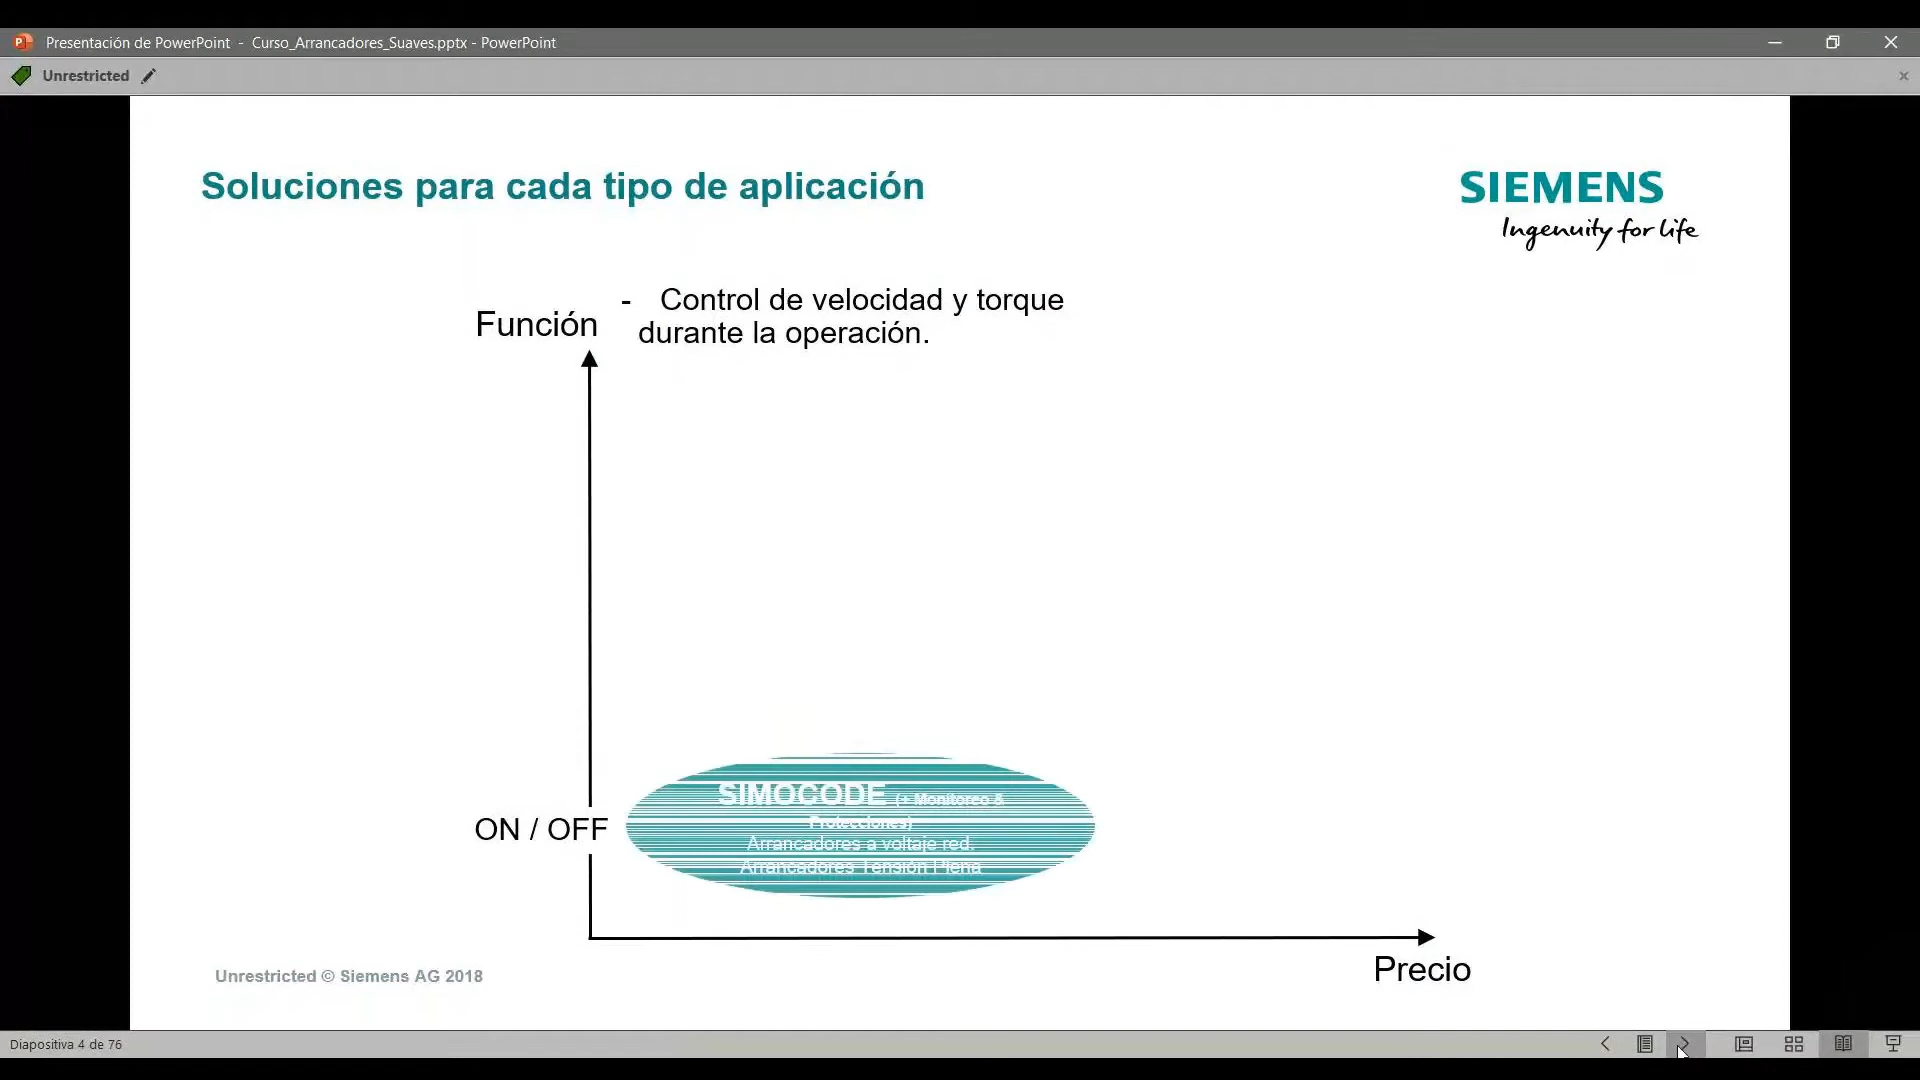 Presentación de PowerPoint - Curso_Arrancadores_Suaves.pptx - PowerPoint
Unrestricted
Soluciones para cada tipo de aplicación
SIEMENS
Ingenuity for life
- Control de velocidad y torque
durante la operación.
Función
SIMOCODE (+ Monitoreo &
Protecciones)
Arrancadores a voltaje red.
Arrancadores Tensión Plena
ON / OFF
Precio
Unrestricted © Siemens AG 2018
Diapositiva 4 de 76